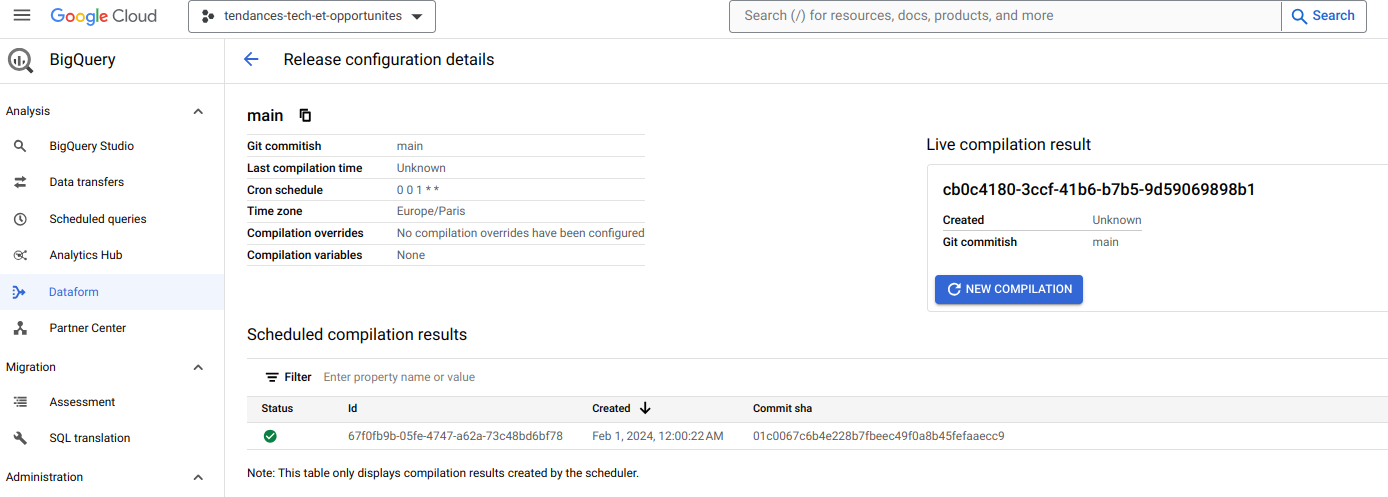 Google Cloud
tendances-tech-et-opportunites
Search (/) for resources, docs, products, and more
Search
BigQuery
Release configuration details
Analysis
BigQuery Studio
Data transfers
Scheduled queries
Analytics Hub
Dataform
Partner Center
Migration
Assessment
SQL translation
Administration
main
Git commitish main
Last compilation time Unknown
Cron schedule 0 0 1 * *
Time zone Europe/Paris
Compilation overrides No compilation overrides have been configured
Compilation variables None
Live compilation result
cb0c4180-3ccf-41b6-b7b5-9d59069898b1
Created Unknown
Git commitish main
NEW COMPILATION
Scheduled compilation results
Filter Enter property name or value
Status Id Created Commit sha
67f0fb9b-05fe-4747-a62a-73c48bd6bf78 Feb 1, 2024, 12:00:22 AM 01c0067c6b4e228b7fbeec49f0a8b45fefaaecc9
Note: This table only displays compilation results created by the scheduler.